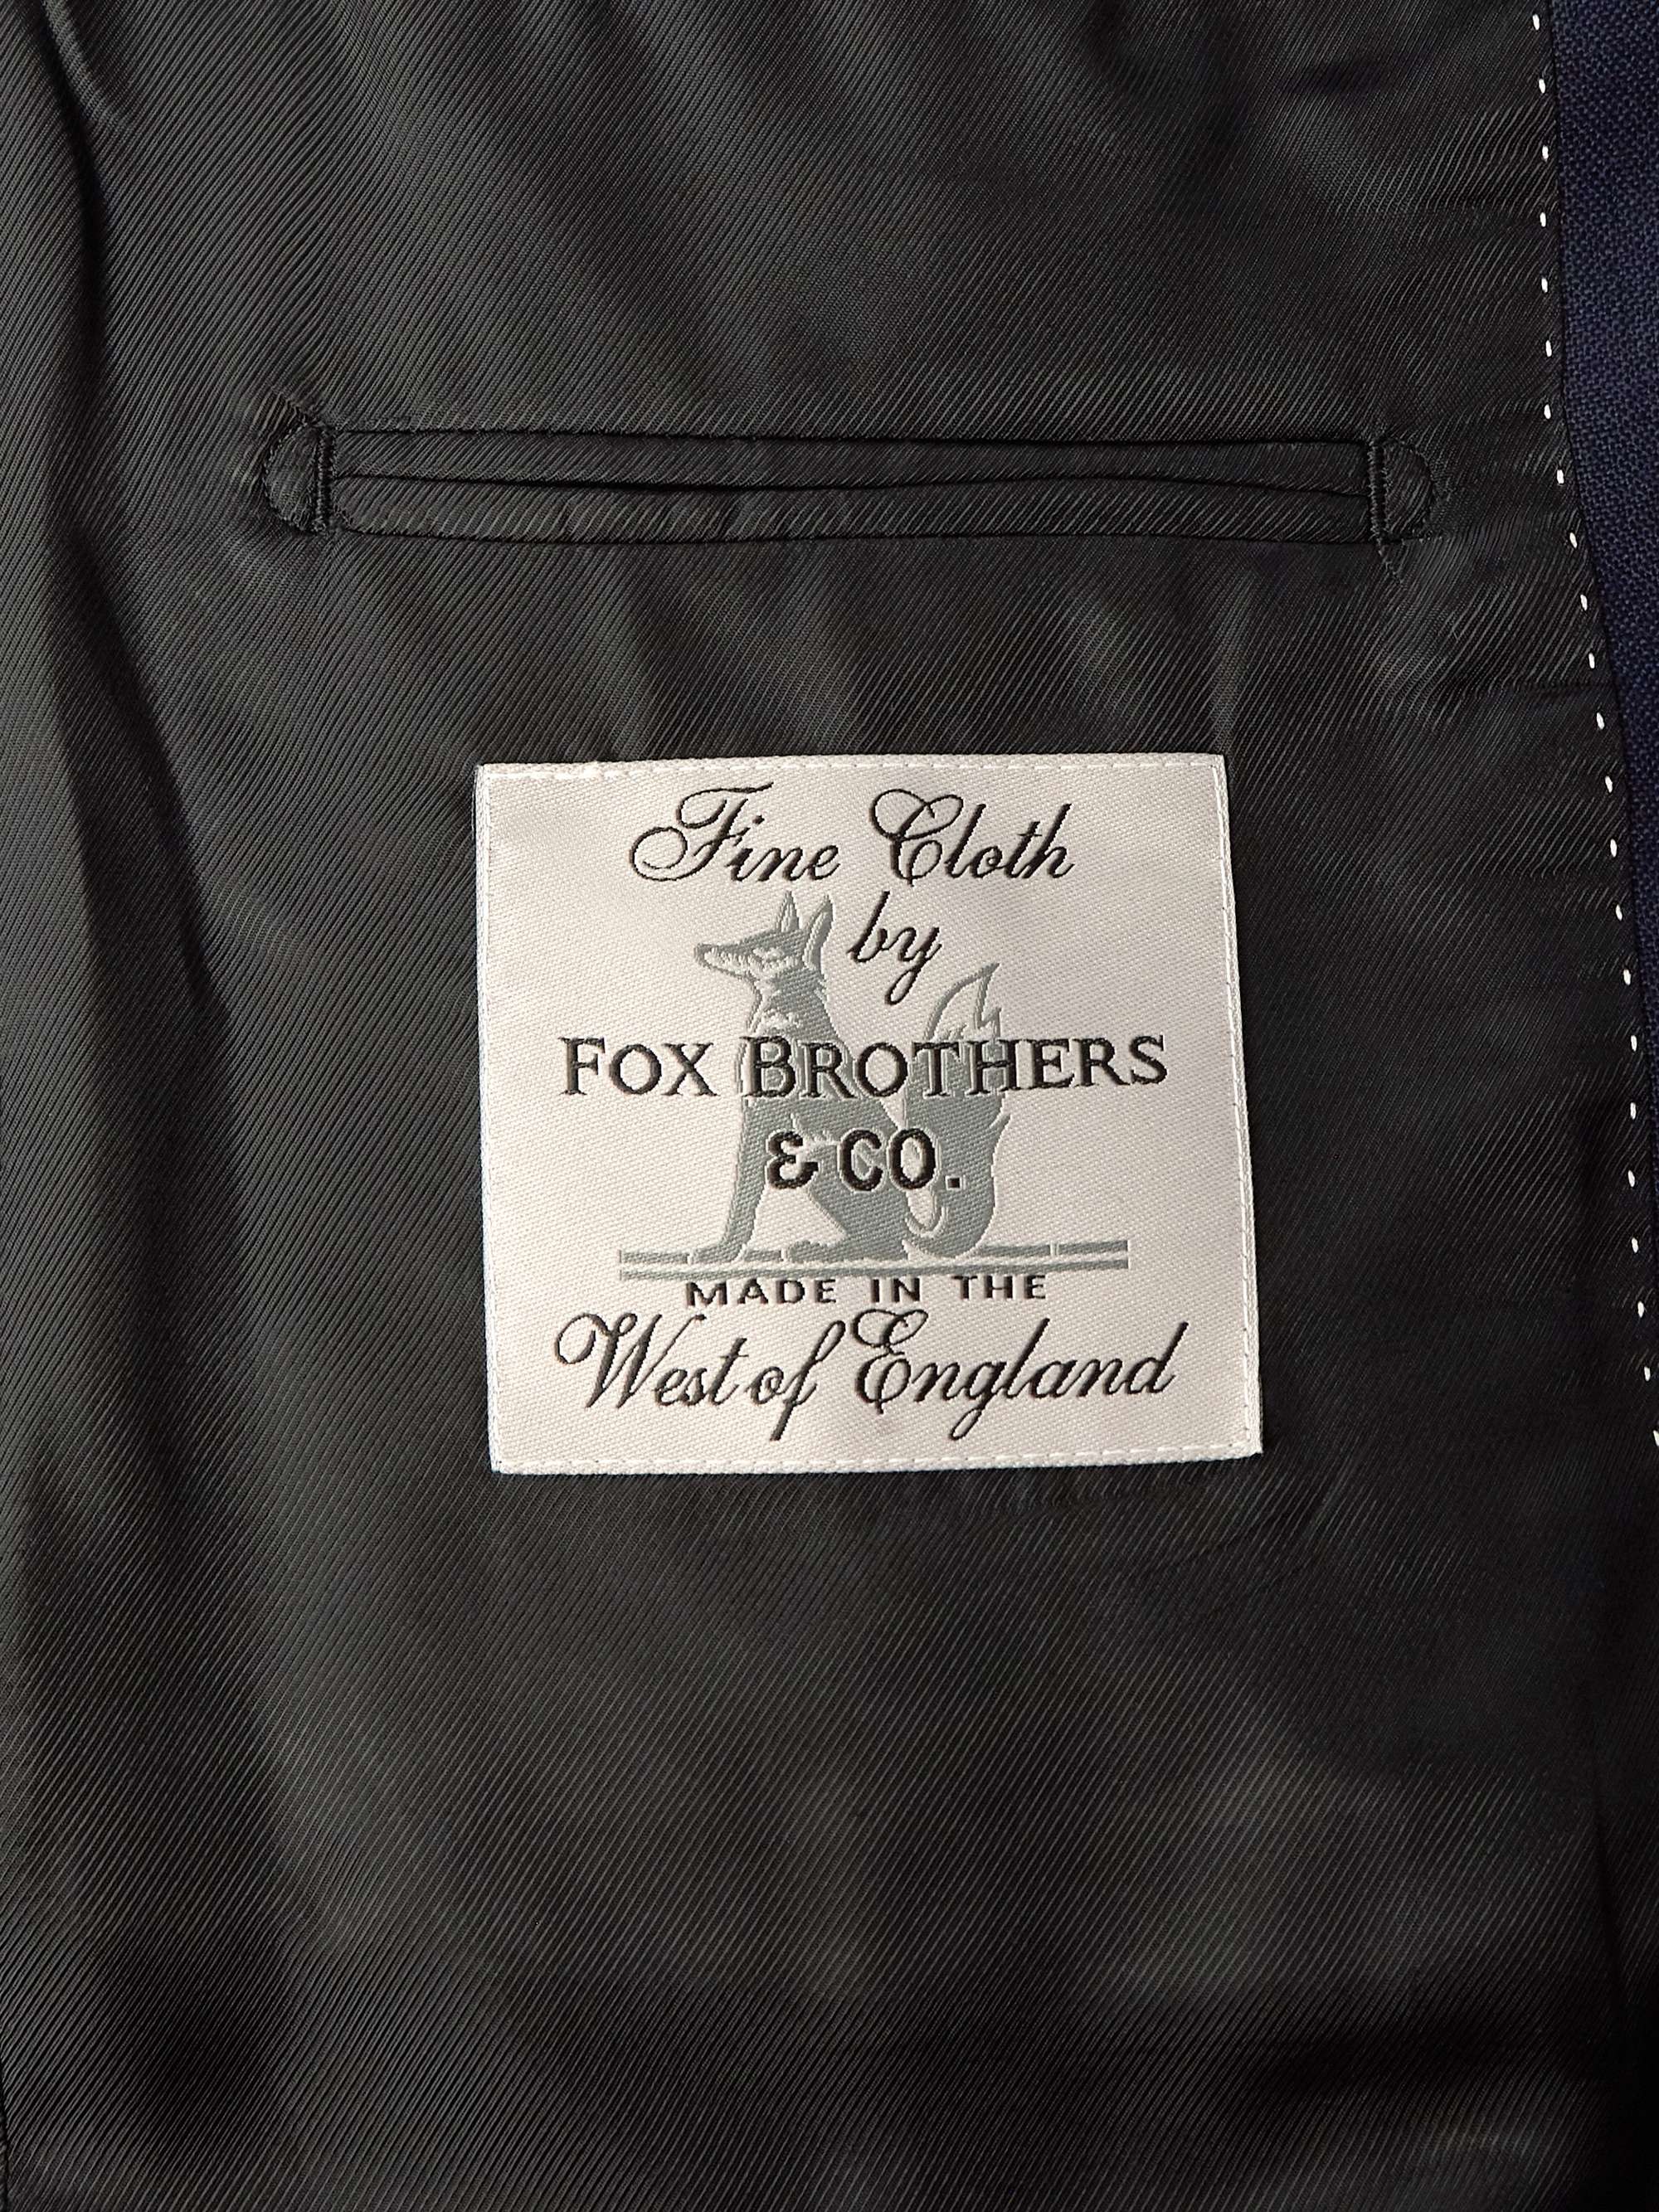 Fine Cloth
by
FOX BROTHERS
& CO.
MADE IN THE
West of England